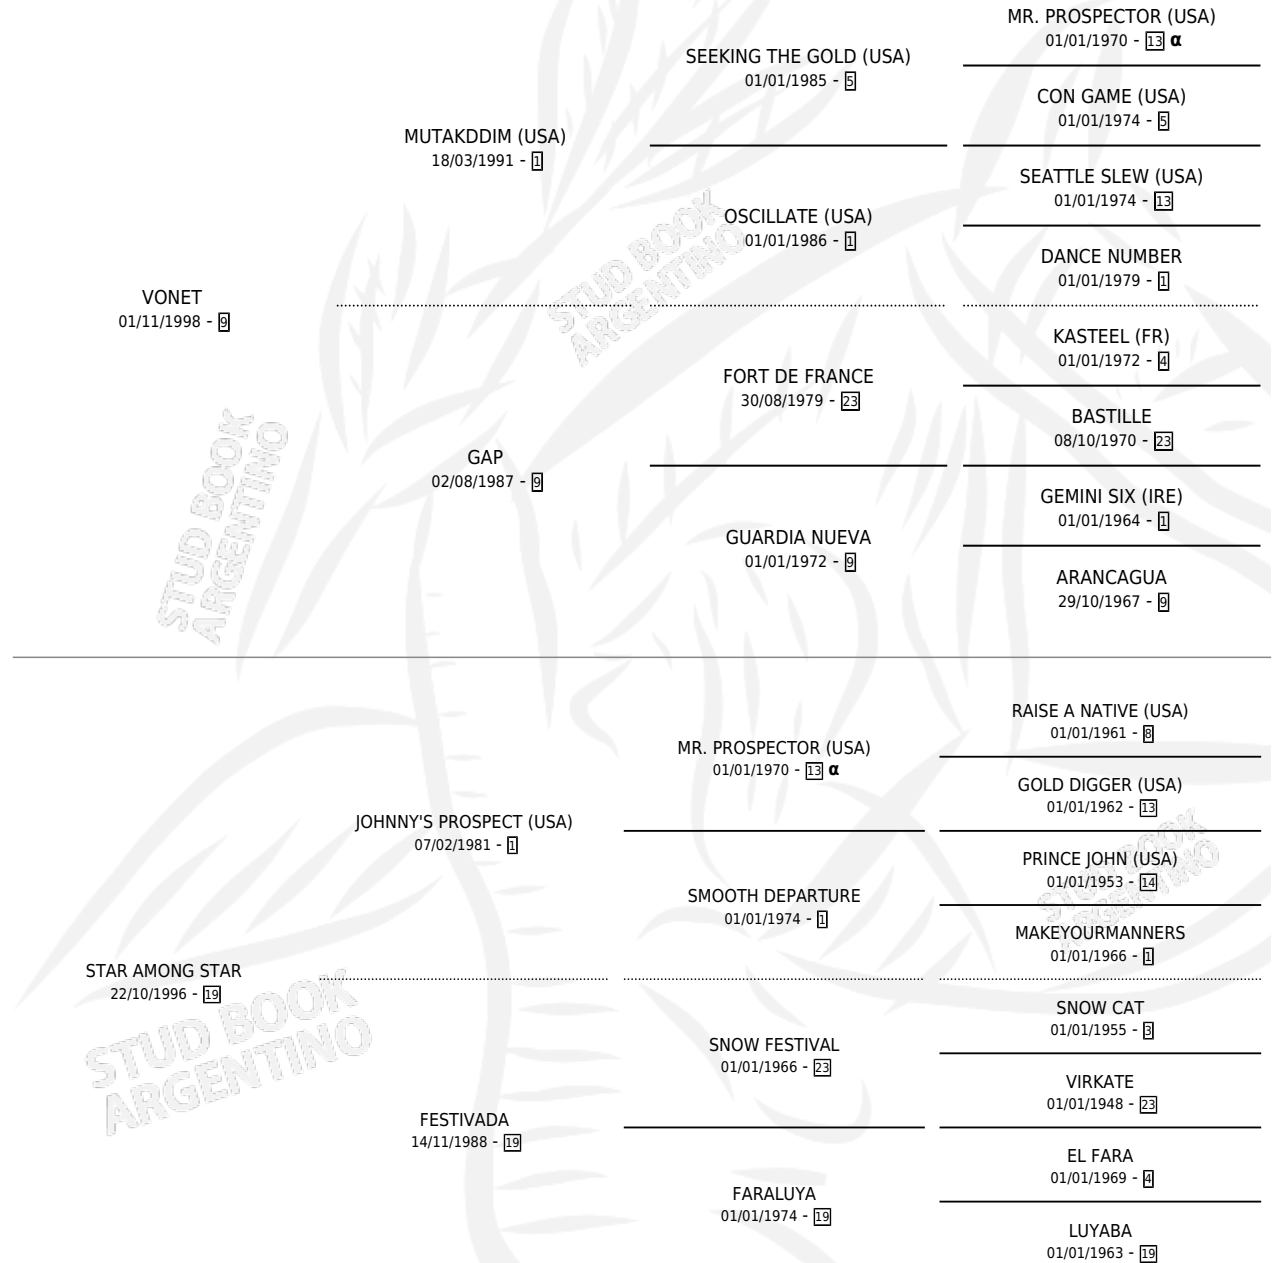 MR. PROSPECTOR (USA)
01/01/1970 - 13 α
SEEKING THE GOLD (USA)
01/01/1985 - 5
CON GAME (USA)
01/01/1974 - 5
MUTAKDDIM (USA)
18/03/1991 - 1
SEATTLE SLEW (USA)
01/01/1974 - 13
OSCILLATE (USA)
01/01/1986 - 1
DANCE NUMBER
01/01/1979 - 1
VONET
01/11/1998 - 9
KASTEEL (FR)
01/01/1972 - 4
FORT DE FRANCE
30/08/1979 - 23
BASTILLE
08/10/1970 - 23
GAP
02/08/1987 - 9
GEMINI SIX (IRE)
01/01/1964 - 1
GUARDIA NUEVA
01/01/1972 - 9
ARANCAGUA
29/10/1967 - 9
RAISE A NATIVE (USA)
01/01/1961 - 8
MR. PROSPECTOR (USA)
01/01/1970 - 13 α
GOLD DIGGER (USA)
01/01/1962 - 13
JOHNNY'S PROSPECT (USA)
07/02/1981 - 1
PRINCE JOHN (USA)
01/01/1953 - 14
SMOOTH DEPARTURE
01/01/1974 - 1
MAKEYOURMANNERS
01/01/1966 - 1
STAR AMONG STAR
22/10/1996 - 19
SNOW CAT
01/01/1955 - 3
SNOW FESTIVAL
01/01/1966 - 23
VIRKATE
01/01/1948 - 23
FESTIVADA
14/11/1988 - 19
EL FARA
01/01/1969 - 4
FARALUYA
01/01/1974 - 19
LUYABA
01/01/1963 - 19
STUD BOOK
ARGENTINO
STUD BOOK
ARGENTINO
STUD BOOK
ARGENTINO
STUD BOOK
ARGENTINO